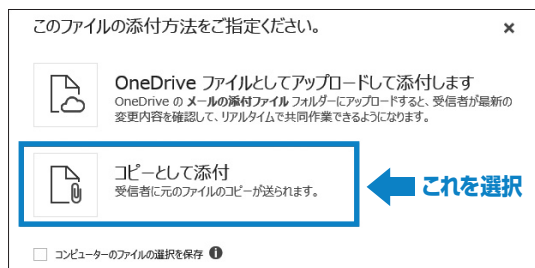 このファイルの添付方法をご指定ください。
OneDrive ファイルとしてアップロードして添付します
OneDrive の メールの添付ファイル フォルダーにアップロードすると、受信者が最新の
変更内容を確認して、リアルタイムで共同作業できるようになります。
コピーとして添付
受信者に元のファイルのコピーが送られます。
これを選択
コンピューターのファイルの選択を保存